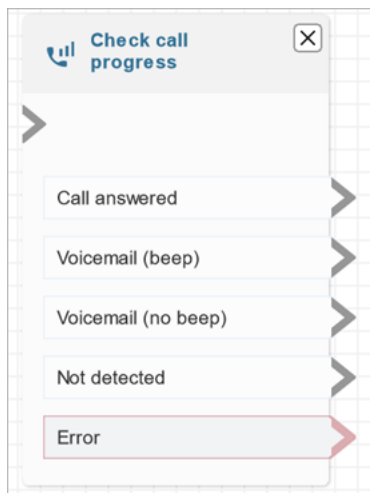 Check call
progress
Call answered
Voicemail (beep)
Voicemail (no beep)
Not detected
Error